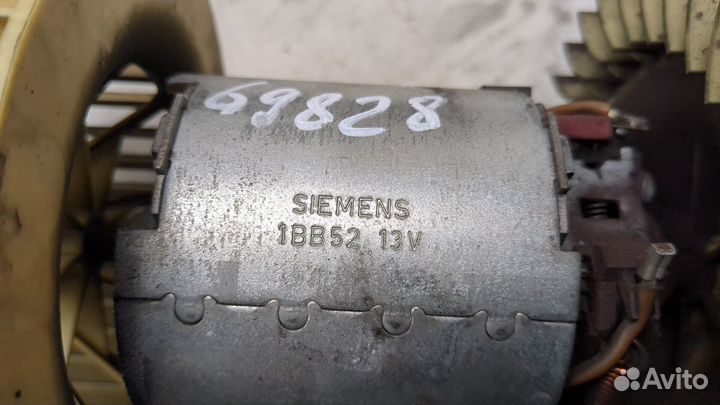 69828
SIEMENS
1BB52 13V
Avito